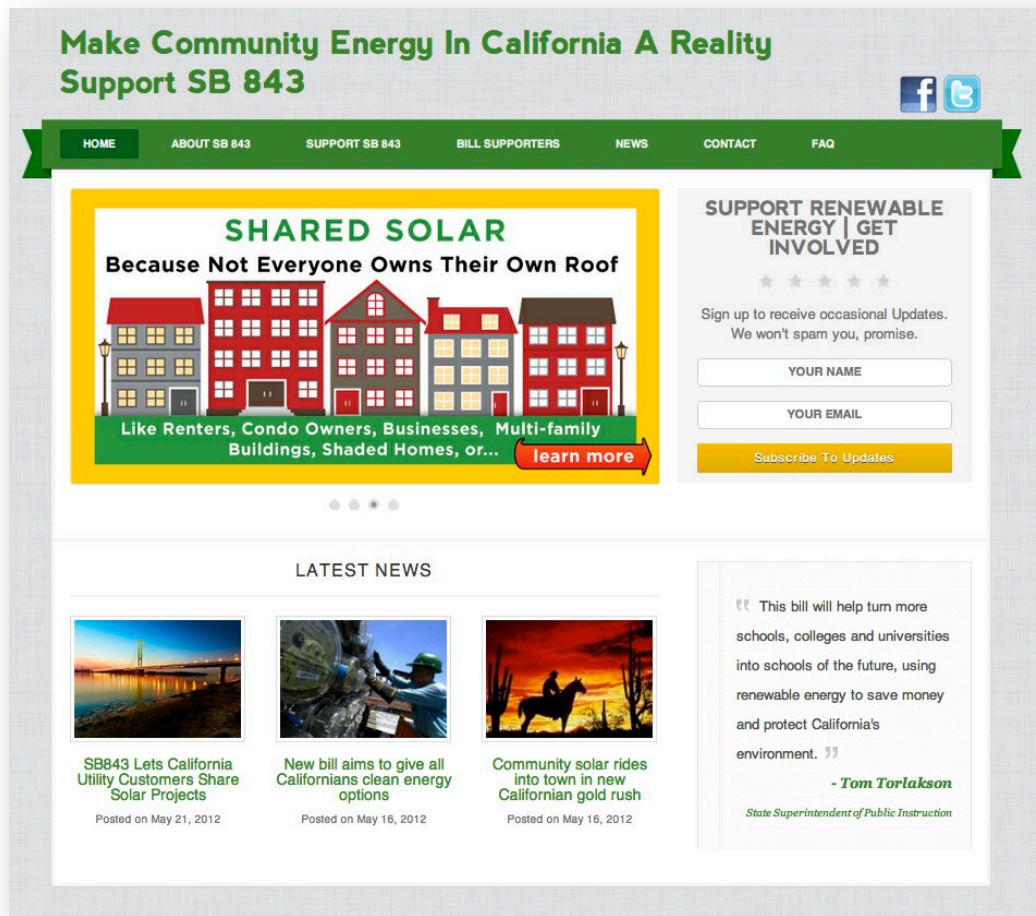 Make Community Energy In California A Reality
Support SB 843
HOME
ABOUT SB 843
SUPPORT SB 843
BILL SUPPORTERS
NEWS
CONTACT
FAQ
SHARED SOLAR
Because Not Everyone Owns Their Own Roof
Like Renters, Condo Owners, Businesses, Multi-family
Buildings, Shaded Homes, or...
learn more
SUPPORT RENEWABLE
ENERGY | GET
INVOLVED
Sign up to receive occasional Updates.
We won't spam you, promise.
YOUR NAME
YOUR EMAIL
Subscribe To Updates
LATEST NEWS
SB843 Lets California
Utility Customers Share
Solar Projects
Posted on May 21, 2012
New bill aims to give all
Californians clean energy
options
Posted on May 16, 2012
Community solar rides
into town in new
Californian gold rush
Posted on May 16, 2012
" This bill will help turn more
schools, colleges and universities
into schools of the future, using
renewable energy to save money
and protect California's
environment. "
- Tom Torlakson
State Superintendent of Public Instruction